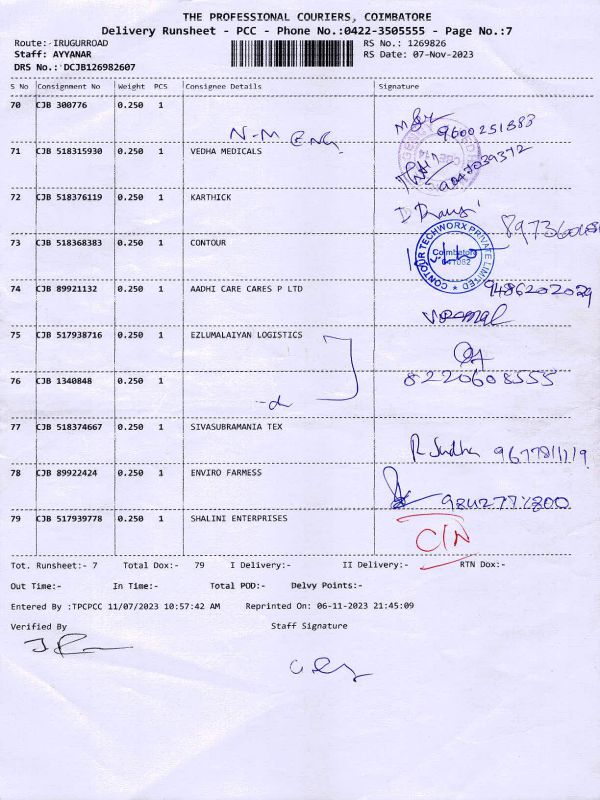 THE PROFESSIONAL COURIERS, COIMBATORE
Delivery Runsheet - PCC - Phone No.:0422-3505555 - Page No.:7
Route: IRUGURROAD RS No.: 1269826
Staff: AYYANAR RS Date: 07-Nov-2023
DRS No.: DCJB126982607
S No Consignment No Weight PCS Consignee Details Signature
70 CJB 300776 0.250 1
N-M ENG 9600251383
71 CJB 518315930 0.250 1 VEDHA MEDICALS
9047039372
72 CJB 518376119 0.250 1 KARTHICK
73 CJB 518368383 0.250 1 CONTOUR
CONTOUR TECHWORX PRIVATE LIMITED
Coimbatore
74 CJB 89921132 0.250 1 AADHI CARE CARES P LTD
9486202029
75 CJB 517938716 0.250 1 EZLUMALAIYAN LOGISTICS
76 CJB 1340848 0.250 1 8220608555
-d
77 CJB 518374667 0.250 1 SIVASUBRAMANIA TEX
R Sudha
78 CJB 89922424 0.250 1 ENVIRO FARMESS
79 CJB 517939778 0.250 1 SHALINI ENTERPRISES
C/N
Tot. Runsheet:- 7 Total Dox:- 79 I Delivery:- II Delivery:- RTN Dox:-
Out Time:- In Time:- Total POD:- Delvy Points:-
Entered By :TPCPCC 11/07/2023 10:57:42 AM Reprinted On: 06-11-2023 21:45:09
Verified By Staff Signature